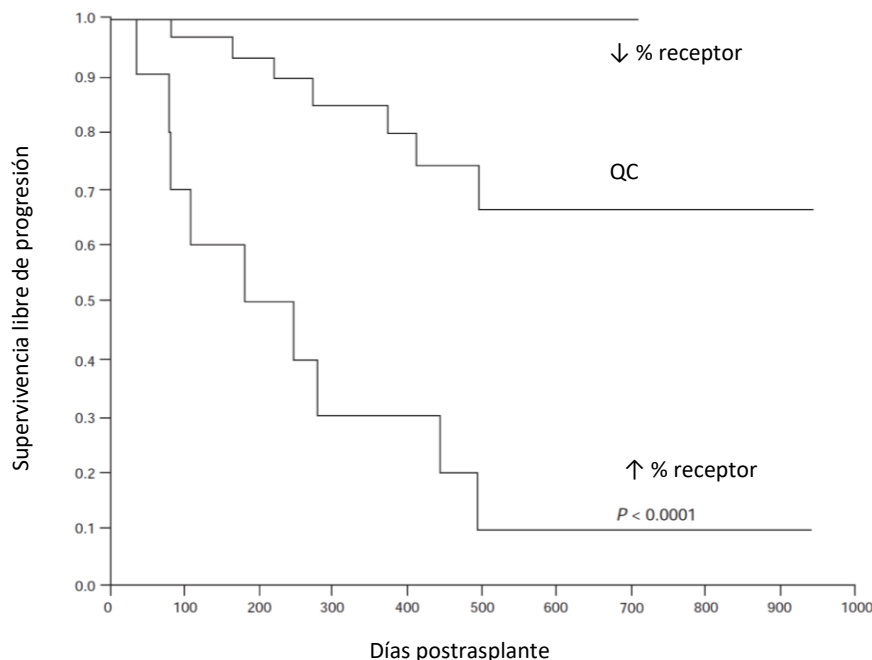 1.0
↓ % receptor
0.9
0.8
QC
0.7
0.6
Supervivencia libre de progresión
0.5
0.4
0.3
↑ % receptor
0.2
P < 0.0001
0.1
0.0
0 100 200 300 400 500 600 700 800 900 1000
Días postrasplante